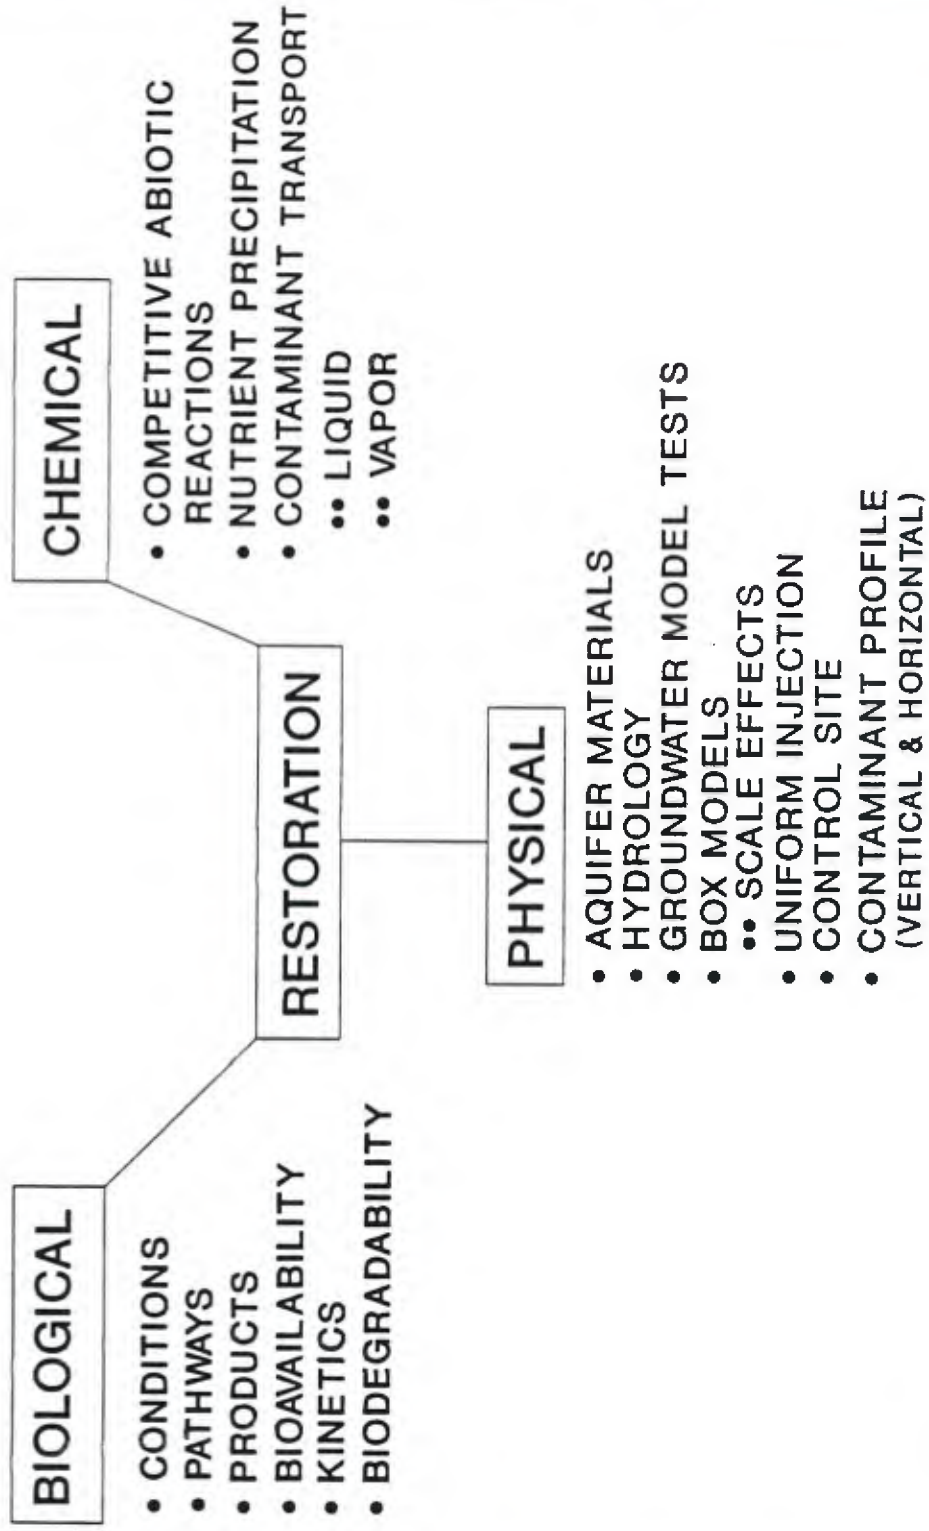 BIOLOGICAL
• CONDITIONS
• PATHWAYS
• PRODUCTS
• BIOAVAILABILITY
• KINETICS
• BIODEGRADABILITY
RESTORATION
CHEMICAL
• COMPETITIVE ABIOTIC
REACTIONS
• NUTRIENT PRECIPITATION
• CONTAMINANT TRANSPORT
•• LIQUID
•• VAPOR
PHYSICAL
• AQUIFER MATERIALS
• HYDROLOGY
• GROUNDWATER MODEL TESTS
• BOX MODELS
•• SCALE EFFECTS
• UNIFORM INJECTION
• CONTROL SITE
• CONTAMINANT PROFILE
(VERTICAL & HORIZONTAL)